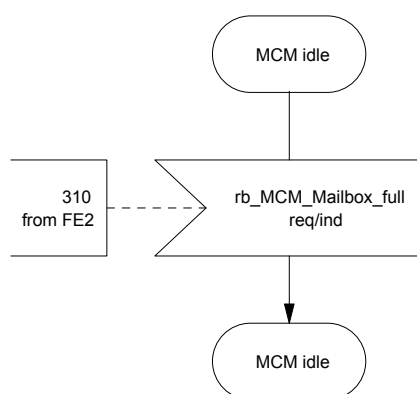 MCM idle
310
from FE2
rb_MCM_Mailbox_full
req/ind
MCM idle